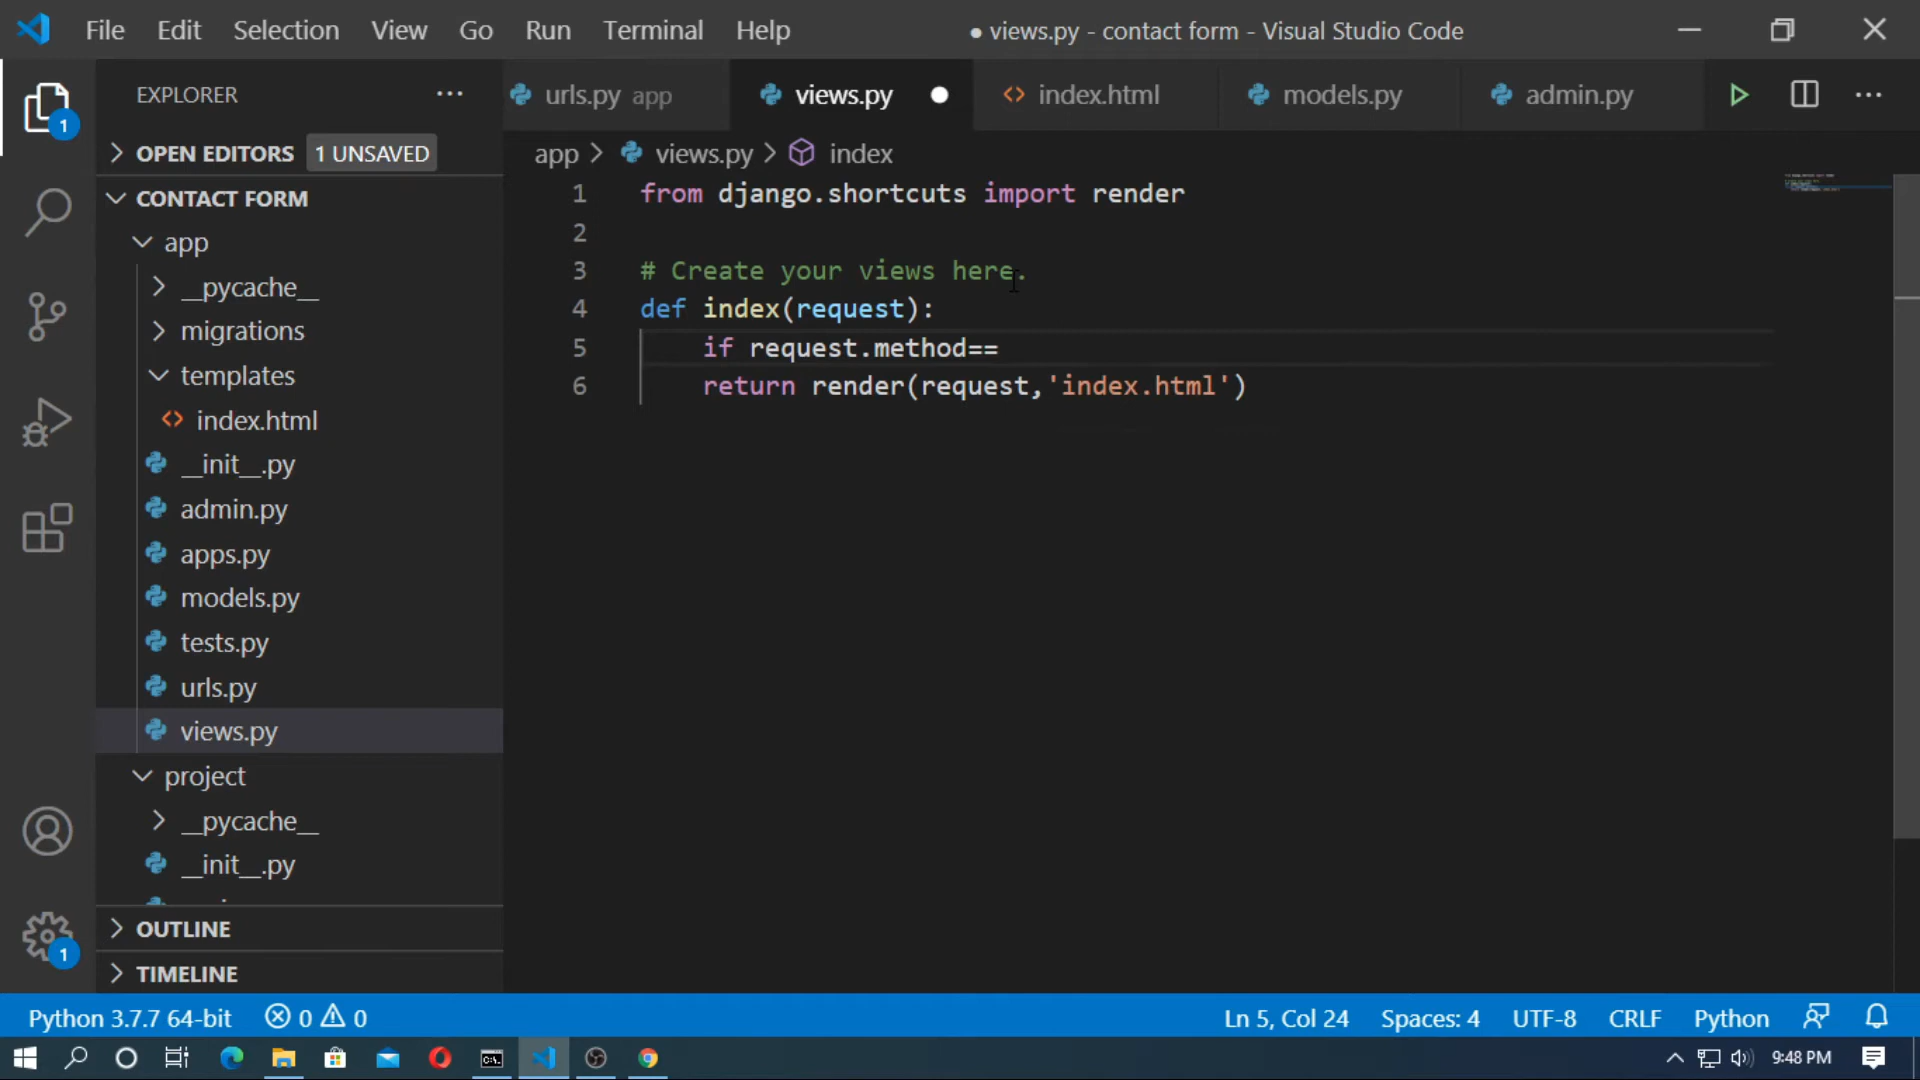 File Edit Selection View Go Run Terminal Help
● views.py - contact form - Visual Studio Code
EXPLORER
urls.py app
views.py
index.html
models.py
admin.py
1
OPEN EDITORS
1 UNSAVED
app > views.py > index
CONTACT FORM
app
__pycache__
migrations
templates
index.html
__init__.py
admin.py
apps.py
models.py
tests.py
urls.py
views.py
project
__pycache__
__init__.py
OUTLINE
TIMELINE
1
1 from django.shortcuts import render
2
3 # Create your views here.
4 def index(request):
5 if request.method==
6 return render(request,'index.html')
Python 3.7.7 64-bit
0
0
Ln 5, Col 24
Spaces: 4
UTF-8
CRLF
Python
9:48 PM